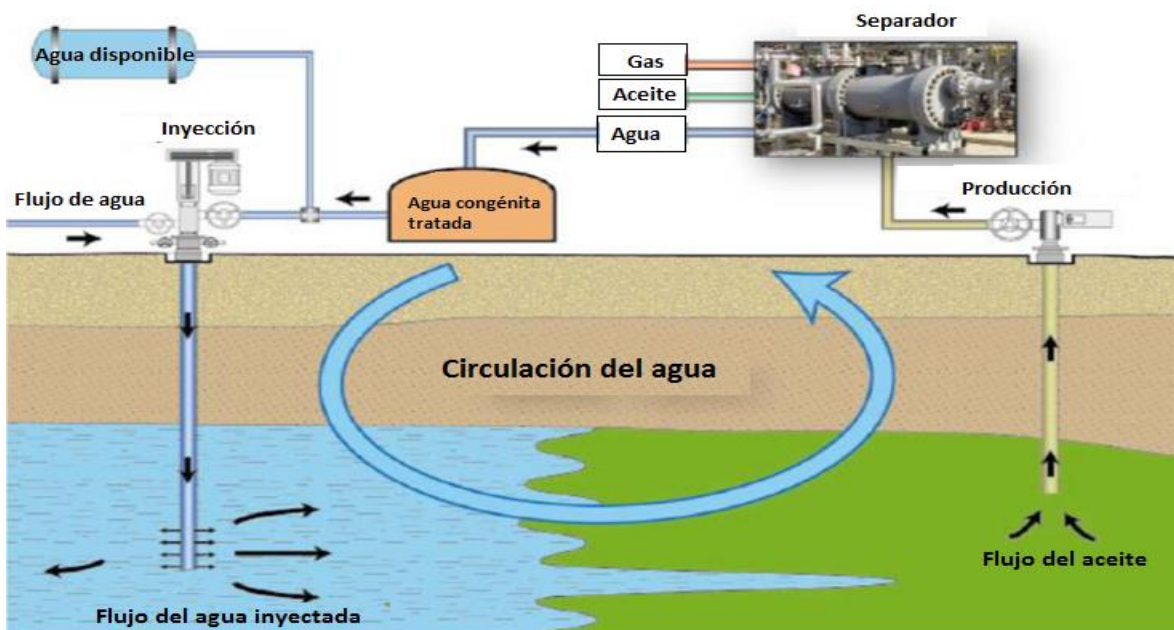 Separador
Agua disponible
Gas
Aceite
Agua
Inyección
Flujo de agua
Agua congénita
tratada
Producción
Circulación del agua
Flujo del aceite
Flujo del agua inyectada